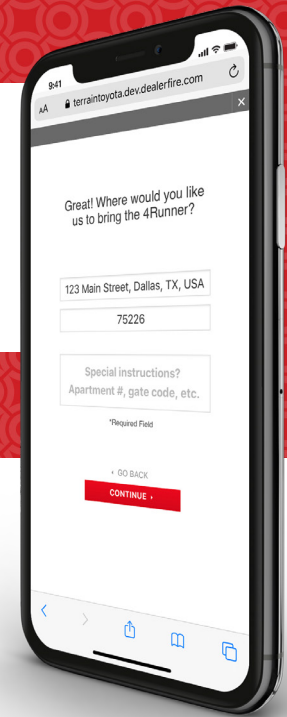 9:41
AA terraintoyota.dev.dealerfire.com
Great! Where would you like
us to bring the 4Runner?
123 Main Street, Dallas, TX, USA
75226
Special instructions?
Apartment #, gate code, etc.
*Required Field
‹ GO BACK
CONTINUE ›